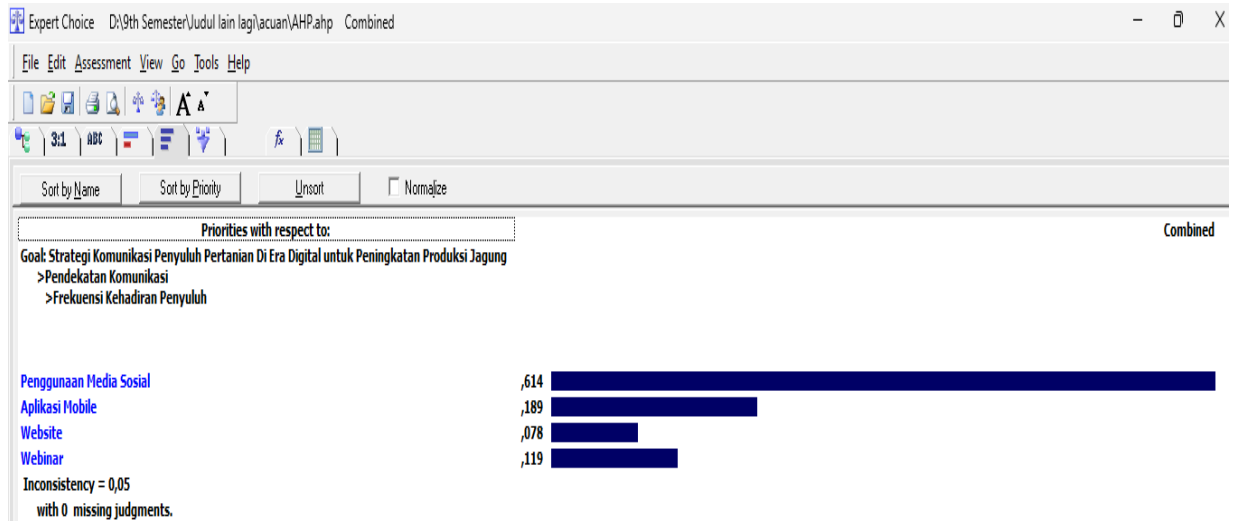 Expert Choice D:\9th Semester\Judul lain lagi\acuan\AHP.ahp Combined
File Edit Assessment View Go Tools Help
A A
3:1 ABC fx
Sort by Name Sort by Priority Unsort Normalize
Priorities with respect to: Combined
Goal: Strategi Komunikasi Penyuluh Pertanian Di Era Digital untuk Peningkatan Produksi Jagung
>Pendekatan Komunikasi
>Frekuensi Kehadiran Penyuluh
Penggunaan Media Sosial ,614
Aplikasi Mobile ,189
Website ,078
Webinar ,119
Inconsistency = 0,05
with 0 missing judgments.